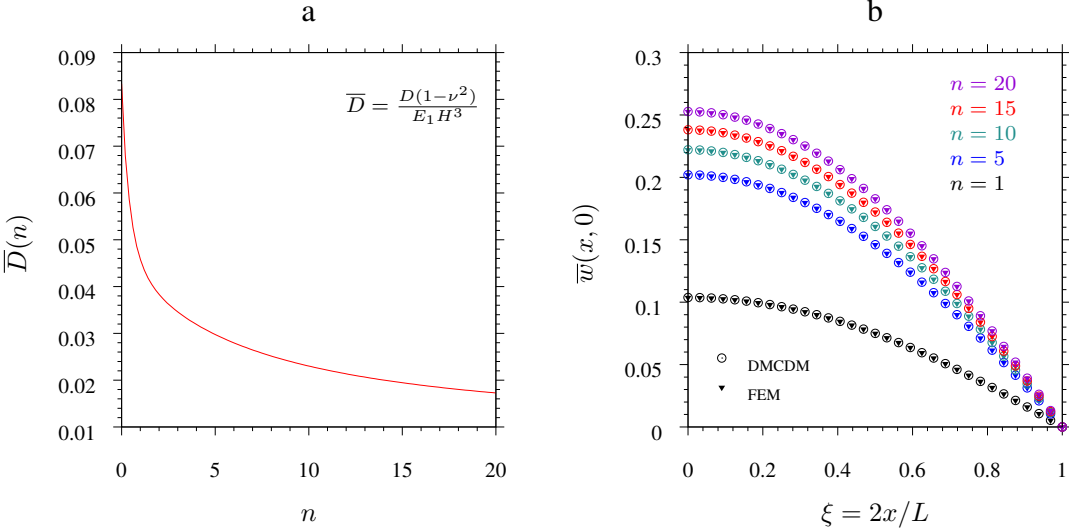 a
0.09
0.08
0.07
0.06
0.05
0.04
0.03
0.02
0.01
D̅(n)
D̅ = D(1−ν²)/E₁H³
0
5
10
15
20
n
b
0.3
0.25
0.2
0.15
0.1
0.05
0
w̅(x, 0)
n = 20
n = 15
n = 10
n = 5
n = 1
DMCDM
FEM
0
0.2
0.4
0.6
0.8
1
ξ = 2x/L